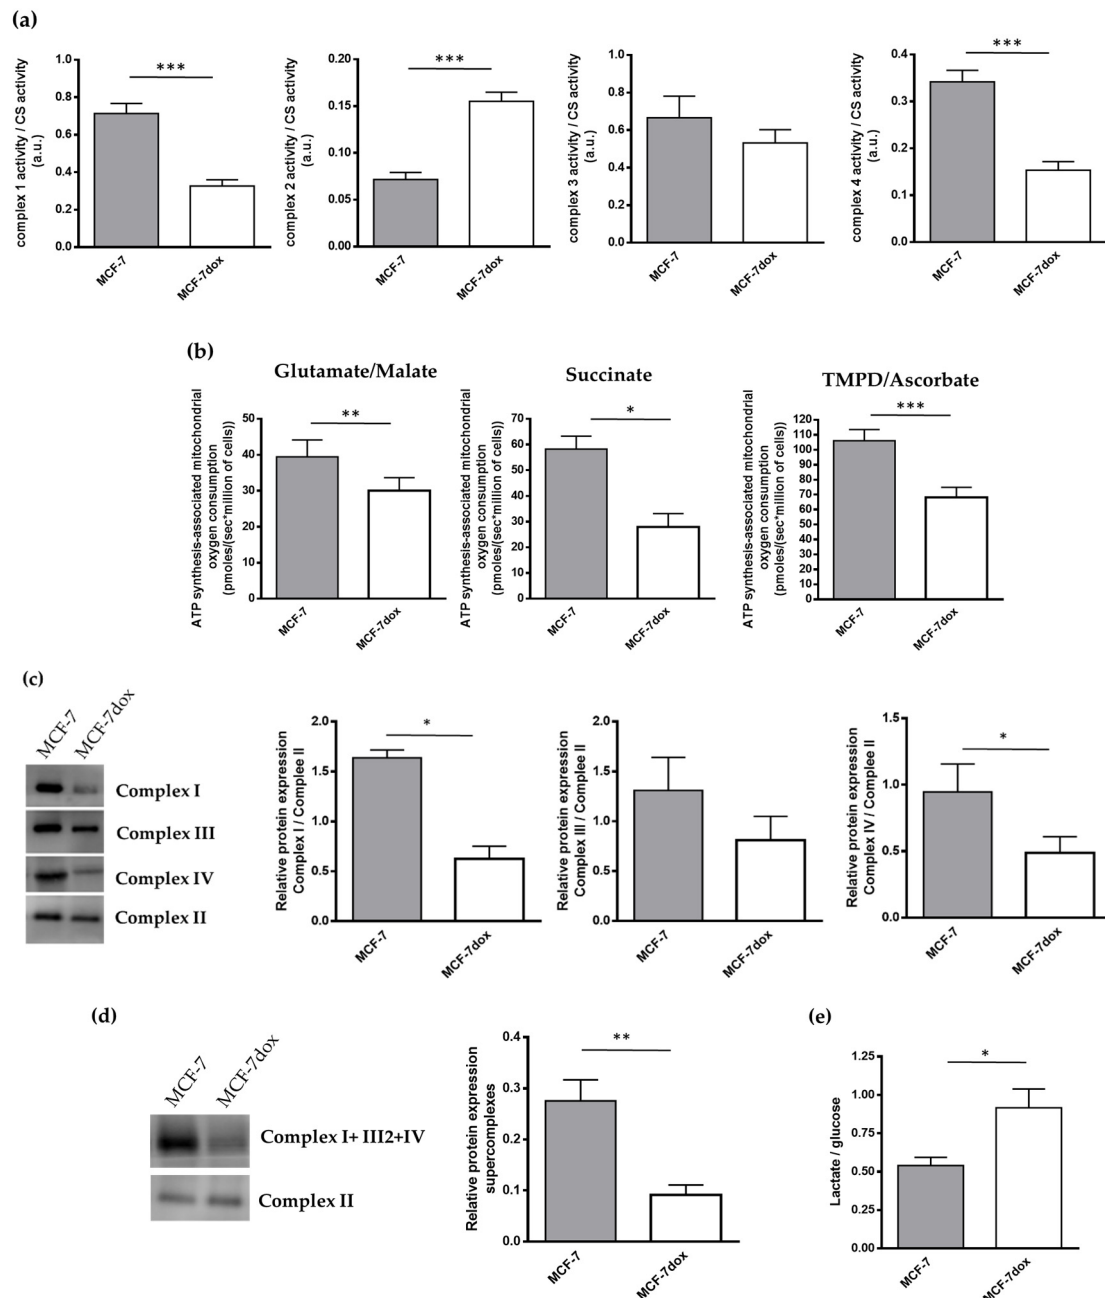 (a)
complex 1 activity / CS activity
(a.u.)
1.0
0.8
0.6
0.4
0.2
0.0
***
MCF-7
MCF-7dox
complex 2 activity / CS activity
(a.u.)
0.20
0.15
0.10
0.05
0.00
***
MCF-7
MCF-7dox
complex 3 activity / CS activity
(a.u.)
1.0
0.8
0.6
0.4
0.2
0.0
MCF-7
MCF-7dox
complex 4 activity / CS activity
(a.u.)
0.4
0.3
0.2
0.1
0.0
***
MCF-7
MCF-7dox
(b)
Glutamate/Malate
ATP synthesis-associated mitochondrial
oxygen consumption
(pmoles/(sec*million of cells))
50
40
30
20
10
0
**
MCF-7
MCF-7dox
Succinate
ATP synthesis-associated mitochondrial
oxygen consumption
(pmoles/(sec*million of cells))
70
60
50
40
30
20
10
0
*
MCF-7
MCF-7dox
TMPD/Ascorbate
ATP synthesis-associated mitochondrial
oxygen consumption
(pmoles/(sec*million of cells))
120
110
100
90
80
70
60
50
40
30
20
10
0
***
MCF-7
MCF-7dox
(c)
MCF-7
MCF-7dox
Complex I
Complex III
Complex IV
Complex II
Relative protein expression
Complex I / Complee II
2.0
1.5
1.0
0.5
0.0
*
MCF-7
MCF-7dox
Relative protein expression
Complex III / Complee II
2.0
1.5
1.0
0.5
0.0
MCF-7
MCF-7dox
Relative protein expression
Complex IV / Complee II
1.5
1.0
0.5
0.0
*
MCF-7
MCF-7dox
(d)
MCF-7
MCF-7dox
Complex I+ III2+IV
Complex II
Relative protein expression
supercomplexes
0.4
0.3
0.2
0.1
0.0
**
MCF-7
MCF-7dox
(e)
Lactate / glucose
1.25
1.00
0.75
0.50
0.25
0.00
*
MCF-7
MCF-7dox